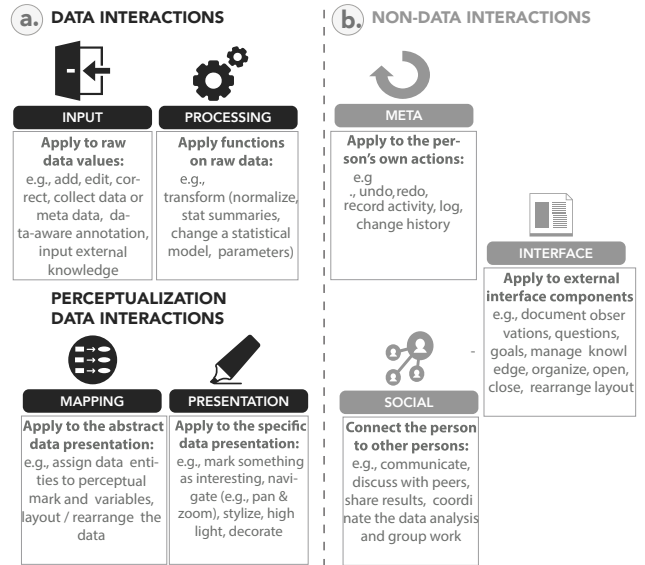 a. DATA INTERACTIONS
INPUT
Apply to raw
data values:
e.g., add, edit, cor-
rect, collect data or
meta data, da-
ta-aware annotation,
input external
knowledge
PROCESSING
Apply functions
on raw data:
e.g.,
transform (normalize,
stat summaries,
change a statistical
model, parameters)
PERCEPTUALIZATION
DATA INTERACTIONS
MAPPING
Apply to the abstract
data presentation:
e.g., assign data enti-
ties to perceptual
mark and variables,
layout / rearrange the
data
PRESENTATION
Apply to the specific
data presentation:
e.g., mark something
as interesting, navi-
gate (e.g., pan &
zoom), stylize, high
light, decorate
b. NON-DATA INTERACTIONS
META
Apply to the per-
son's own actions:
e.g
., undo, redo,
record activity, log,
change history
INTERFACE
Apply to external
interface components
e.g., document obser
vations, questions,
goals, manage knowl
edge, organize, open,
close, rearrange layout
-
SOCIAL
Connect the person
to other persons:
e.g., communicate,
discuss with peers,
share results, coordi
nate the data analysis
and group work